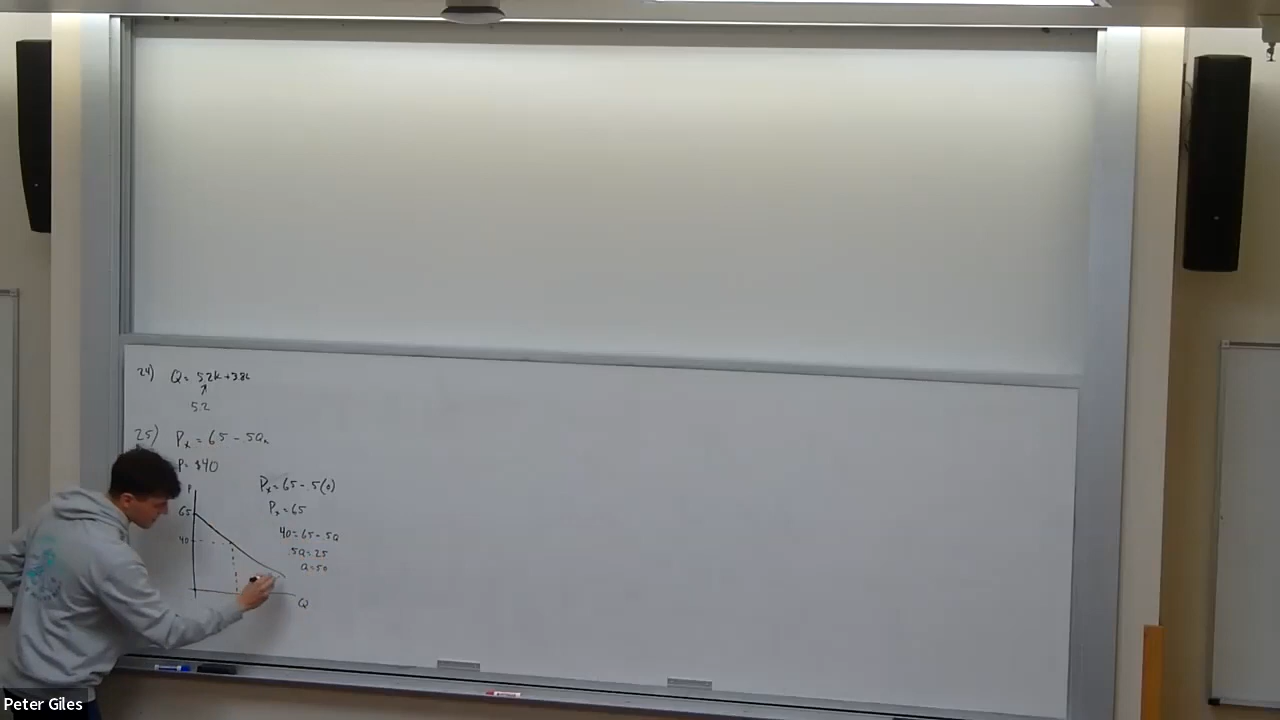 24) Q = 52K+38L
52
25) Px = 65 - .5Qx
P= $40
P
65
40
Q
Px = 65 - .5(0)
Px = 65
40 = 65 - .5Q
.5Q = 25
Q = 50
Peter Giles